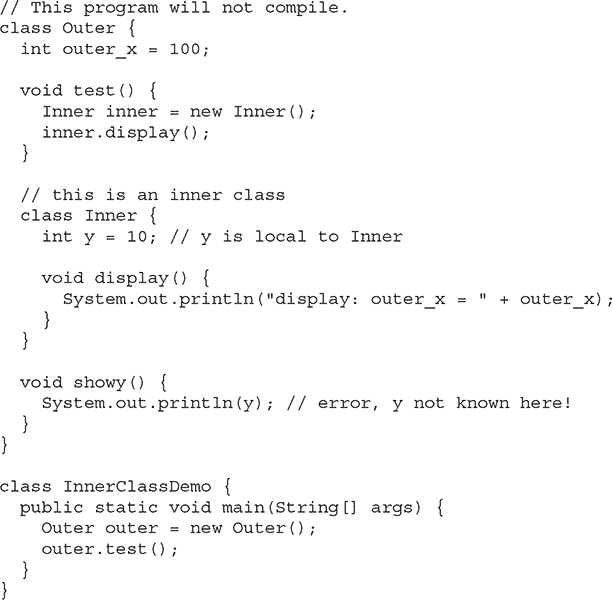 // This program will not compile.
class Outer {
  int outer_x = 100;

  void test() {
    Inner inner = new Inner();
    inner.display();
  }

  // this is an inner class
  class Inner {
    int y = 10; // y is local to Inner

    void display() {
      System.out.println("display: outer_x = " + outer_x);
    }
  }

  void showy() {
    System.out.println(y); // error, y not known here!
  }
}

class InnerClassDemo {
  public static void main(String[] args) {
    Outer outer = new Outer();
    outer.test();
  }
}